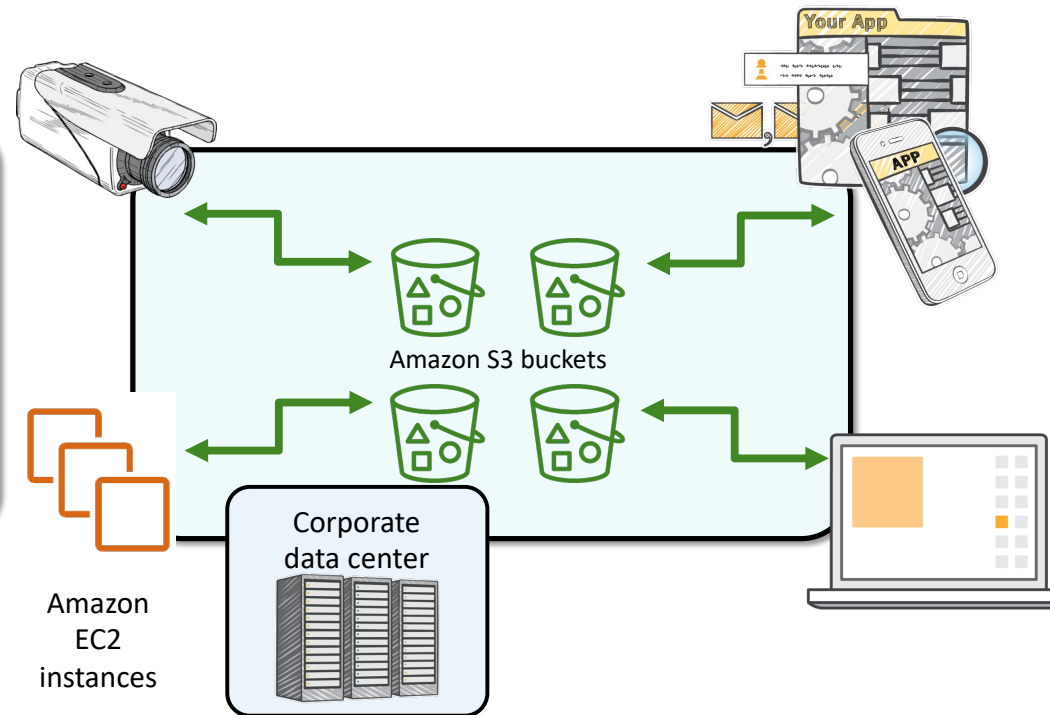 Your App
APP
Amazon S3 buckets
Corporate
data center
Amazon
EC2
instances